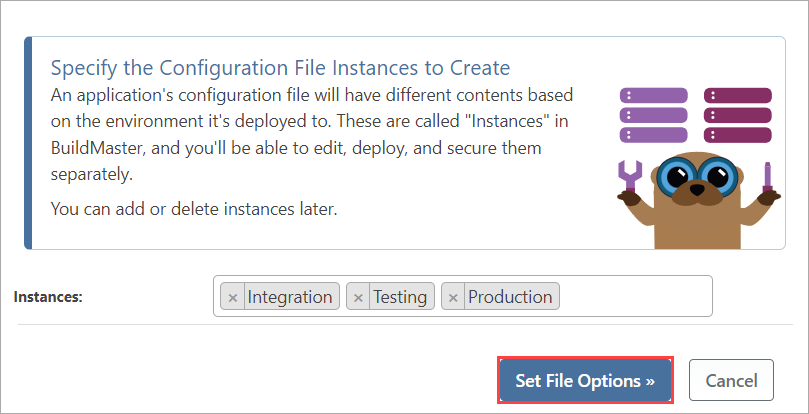 Specify the Configuration File Instances to Create
An application's configuration file will have different contents based
on the environment it's deployed to. These are called "Instances" in
BuildMaster, and you'll be able to edit, deploy, and secure them
separately.
You can add or delete instances later.
Instances: × Integration × Testing × Production
Set File Options » Cancel